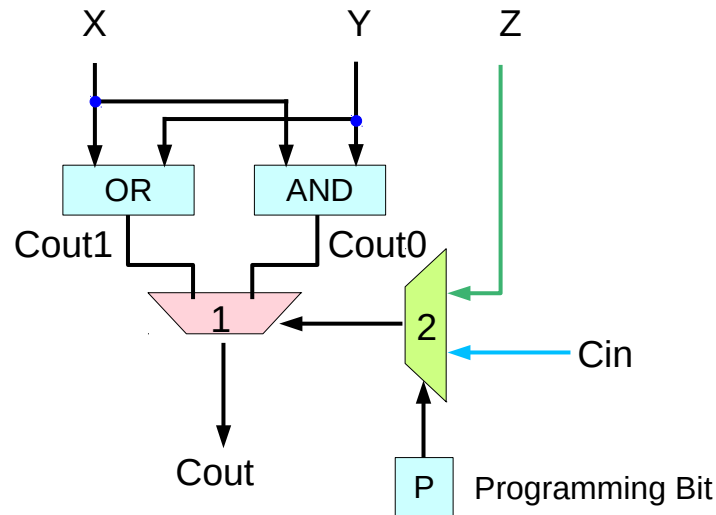 X Y Z
OR AND
Cout1 Cout0
1 2
Cin
Cout
P Programming Bit